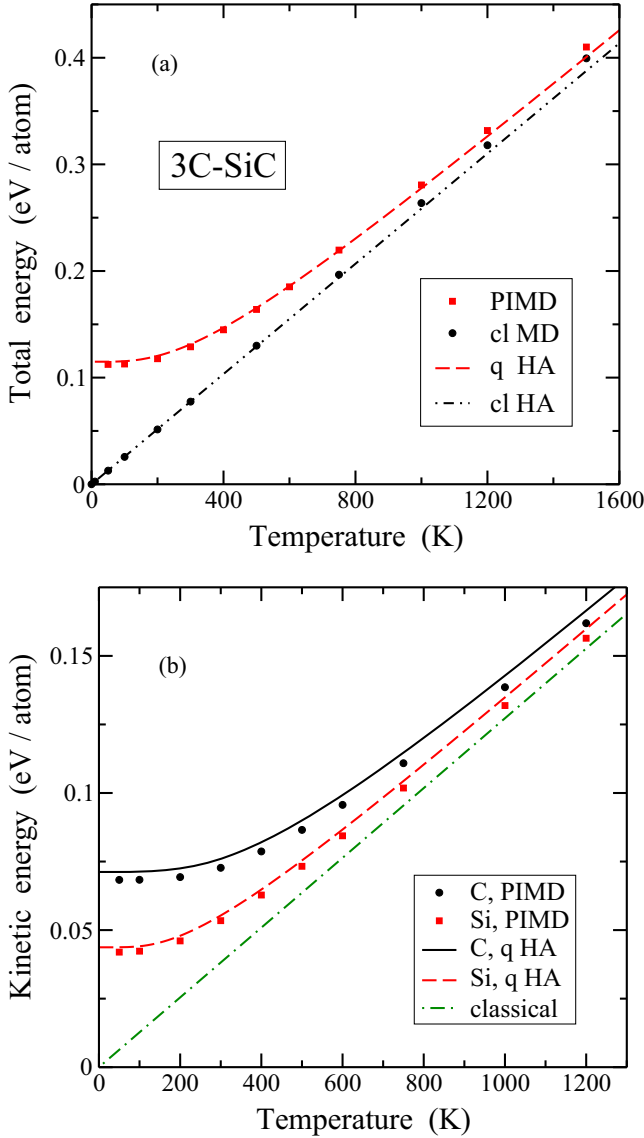 (a)
3C-SiC
Total energy (eV / atom)
0.4
0.3
0.2
0.1
0
PIMD
cl MD
q HA
cl HA
0 400 800 1200 1600
Temperature (K)
(b)
Kinetic energy (eV / atom)
0.15
0.1
0.05
0
C, PIMD
Si, PIMD
C, q HA
Si, q HA
classical
0 200 400 600 800 1000 1200
Temperature (K)